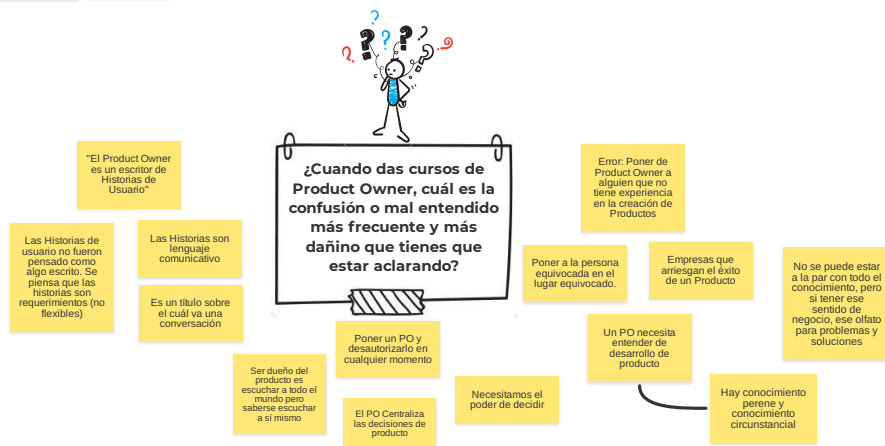 ¿Cuando das cursos de
Product Owner, cuál es la
confusión o mal entendido
más frecuente y más
dañino que tienes que
estar aclarando?
"El Product Owner
es un escritor de
Historias de
Usuario"
Las Historias de
usuario no fueron
pensado como
algo escrito. Se
piensa que las
historias son
requerimientos (no
flexibles)
Las Historias son
lenguaje
comunicativo
Es un título sobre
el cuál va una
conversación
Ser dueño del
producto es
escuchar a todo el
mundo pero
saberse escuchar
a sí mismo
Poner un PO y
desautorizarlo en
cualquier momento
El PO Centraliza
las decisiones de
producto
Necesitamos el
poder de decidir
Error: Poner de
Product Owner a
alguien que no
tiene experiencia
en la creación de
Productos
Poner a la persona
equivocada en el
lugar equivocado.
Empresas que
arriesgan el éxito
de un Producto
Un PO necesita
entender de
desarrollo de
producto
No se puede estar
a la par con todo el
conocimiento, pero
si tener ese
sentido de
negocio, ese olfato
para problemas y
soluciones
Hay conocimiento
perene y
conocimiento
circunstancial